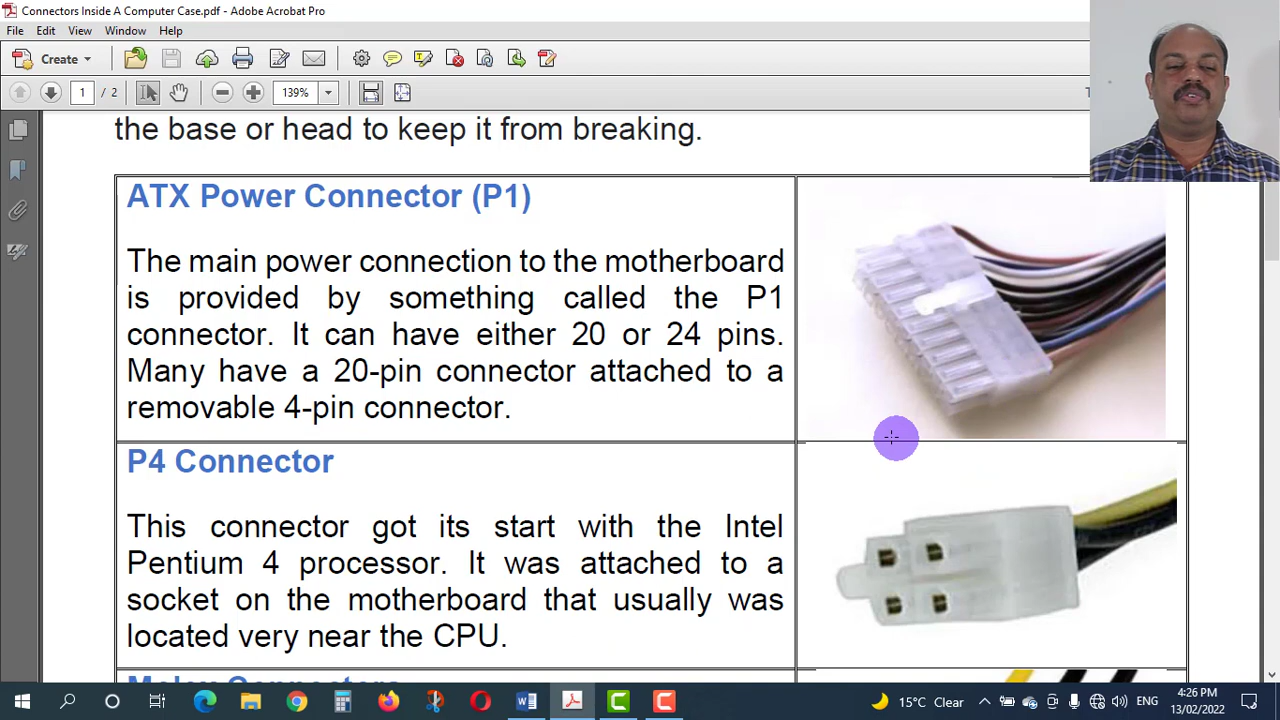 Connectors Inside A Computer Case.pdf - Adobe Acrobat Pro
File Edit View Window Help
Create
1 / 2 139%
the base or head to keep it from breaking.
ATX Power Connector (P1)
The main power connection to the motherboard
is provided by something called the P1
connector. It can have either 20 or 24 pins.
Many have a 20-pin connector attached to a
removable 4-pin connector.
P4 Connector
This connector got its start with the Intel
Pentium 4 processor. It was attached to a
socket on the motherboard that usually was
located very near the CPU.
15°C Clear ENG 4:26 PM
13/02/2022